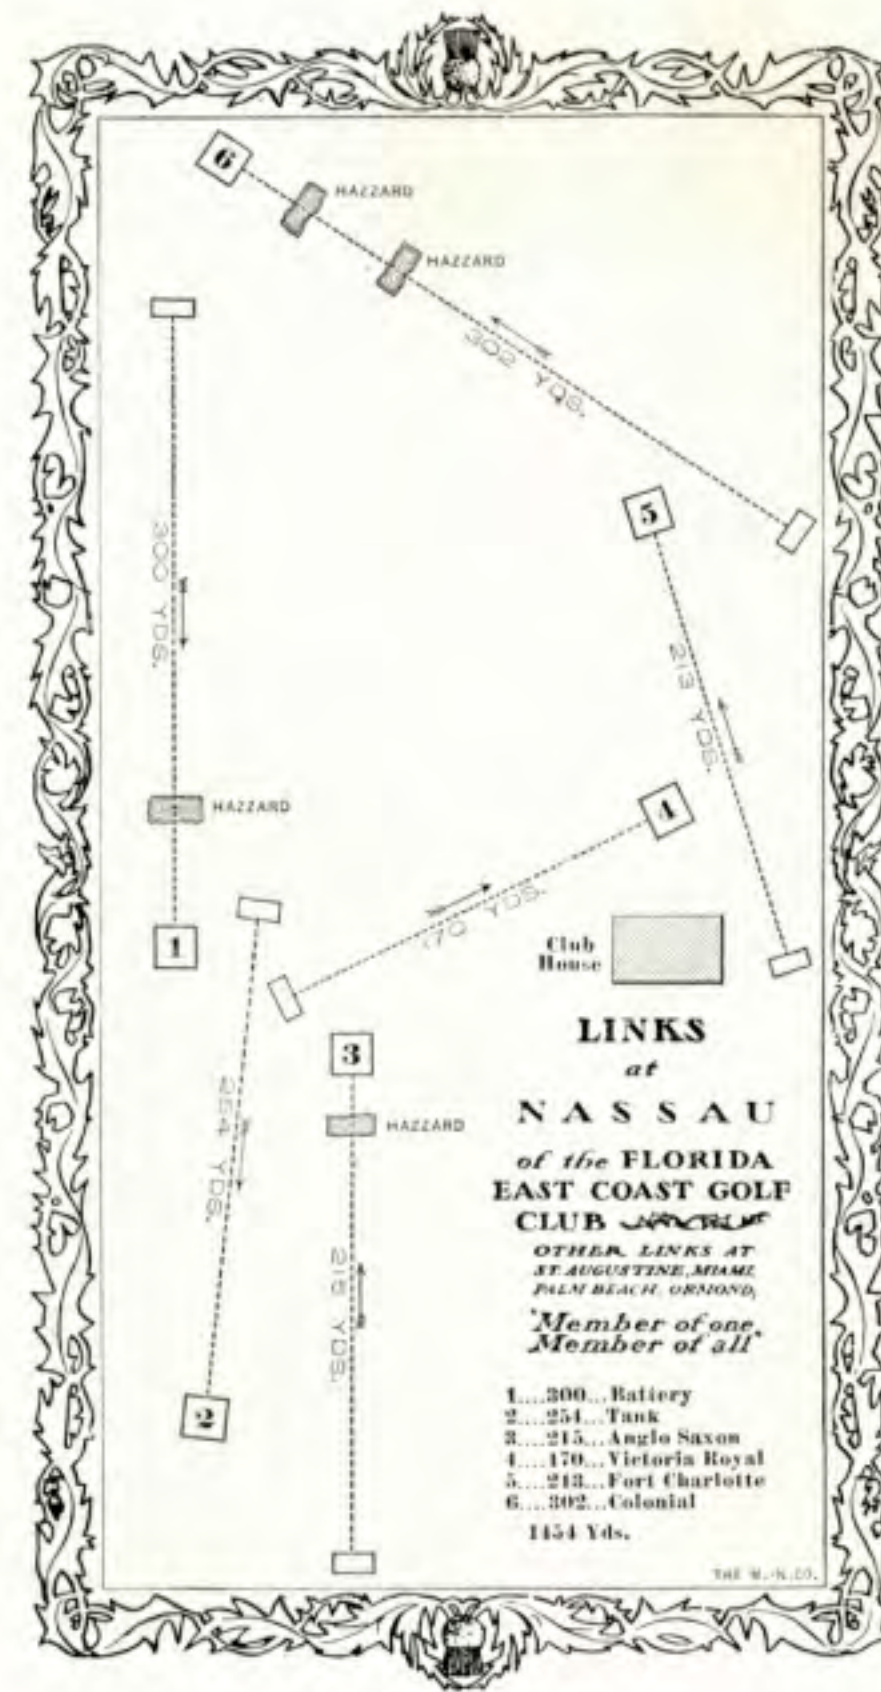 6
HAZZARD
HAZZARD
302 YDS.
5
300 YDS.
213 YDS.
HAZZARD
4
170 YDS.
1
Club
House
3
254 YDS.
HAZZARD
215 YDS.
2
LINKS
at
NASSAU
of the FLORIDA
EAST COAST GOLF
CLUB
OTHER LINKS AT
ST. AUGUSTINE, MIAMI,
PALM BEACH, ORMOND,
"Member of one,
Member of all"
1....300...Battery
2....254...Tank
3....215...Anglo Saxon
4....170...Victoria Royal
5....213...Fort Charlotte
6....302...Colonial
1454 Yds.
THE M.-N. CO.